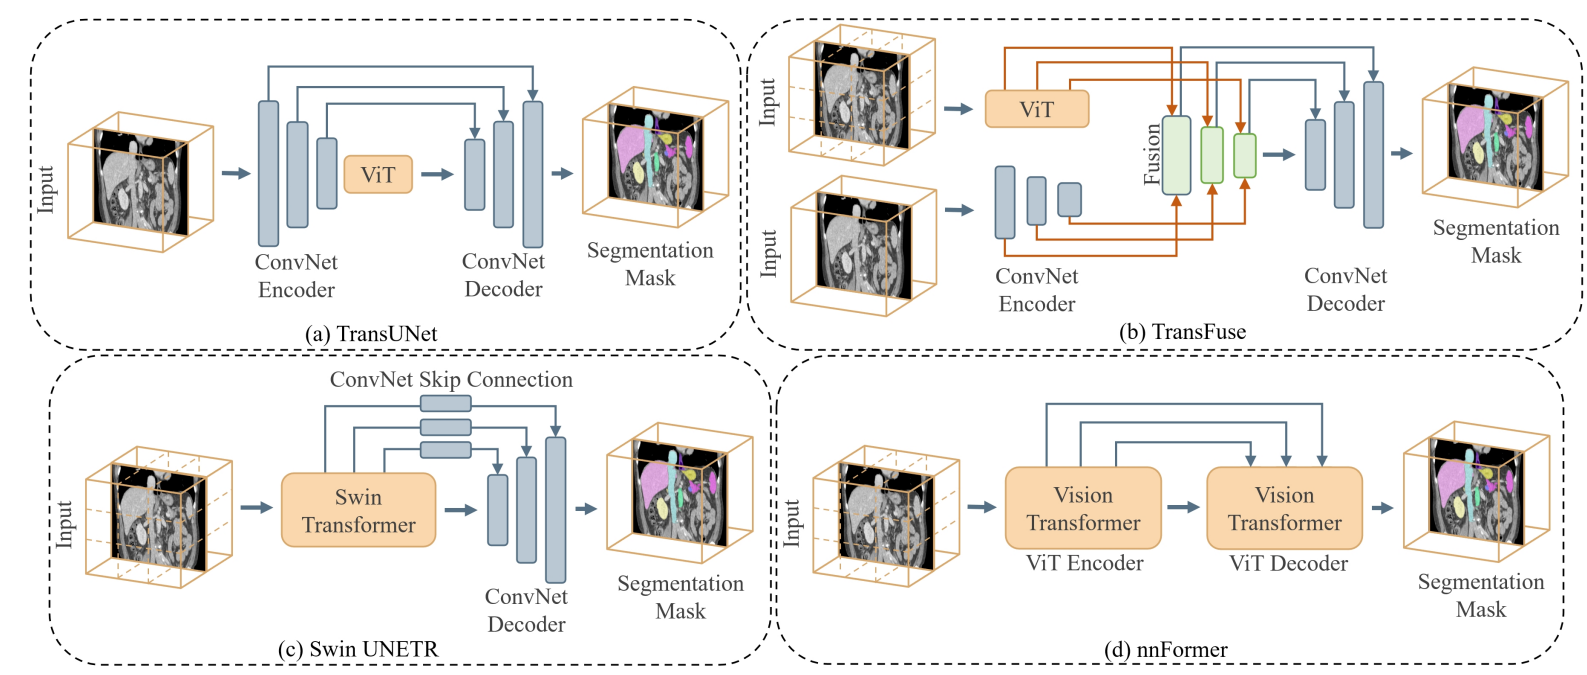 Input
ViT
ConvNet
Encoder
ConvNet
Decoder
Segmentation
Mask
(a) TransUNet
Input
ViT
Input
ConvNet
Encoder
Fusion
ConvNet
Decoder
Segmentation
Mask
(b) TransFuse
ConvNet Skip Connection
Input
Swin
Transformer
ConvNet
Decoder
Segmentation
Mask
(c) Swin UNETR
Input
Vision
Transformer
ViT Encoder
Vision
Transformer
ViT Decoder
Segmentation
Mask
(d) nnFormer